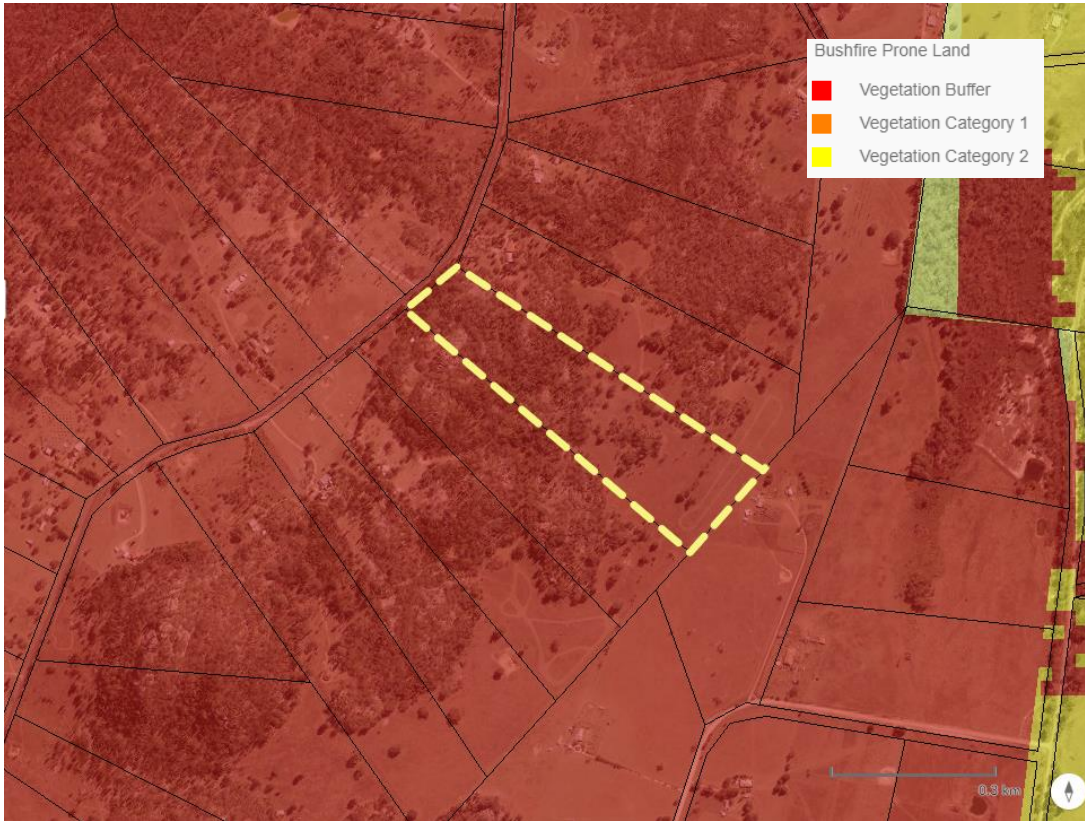 Bushfire Prone Land
Vegetation Buffer
Vegetation Category 1
Vegetation Category 2
0.3 km